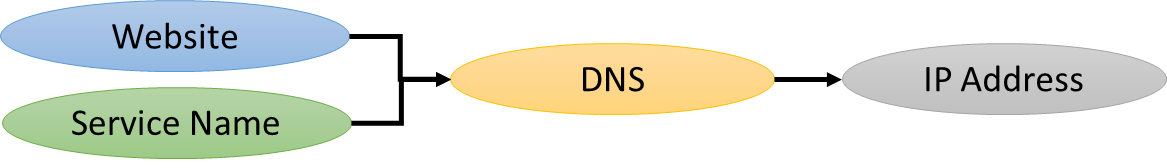 Website
Service Name
DNS
IP Address